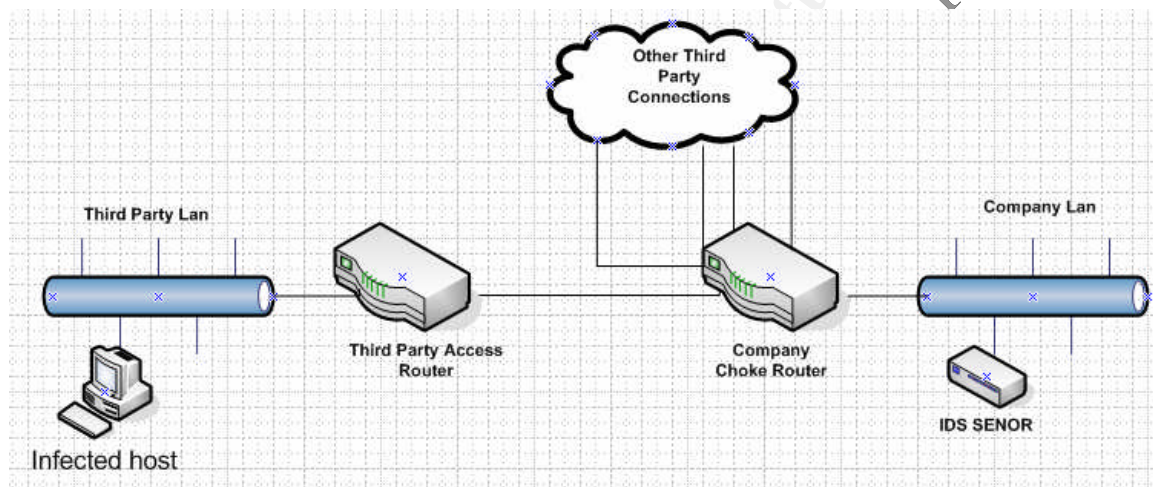 Other Third
Party
Connections
Third Party Lan
Company Lan
Third Party Access
Router
Company
Choke Router
IDS SENOR
Infected host